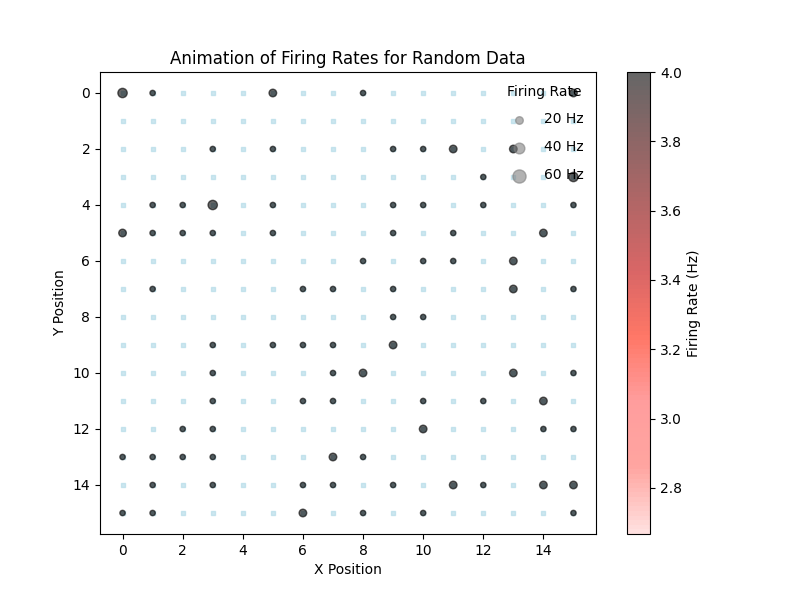 Animation of Firing Rates for Random Data
Firing Rate
20 Hz
40 Hz
60 Hz
0
2
4
6
8
10
12
14
Y Position
0 2 4 6 8 10 12 14
X Position
4.0
3.8
3.6
3.4
3.2
3.0
2.8
Firing Rate (Hz)